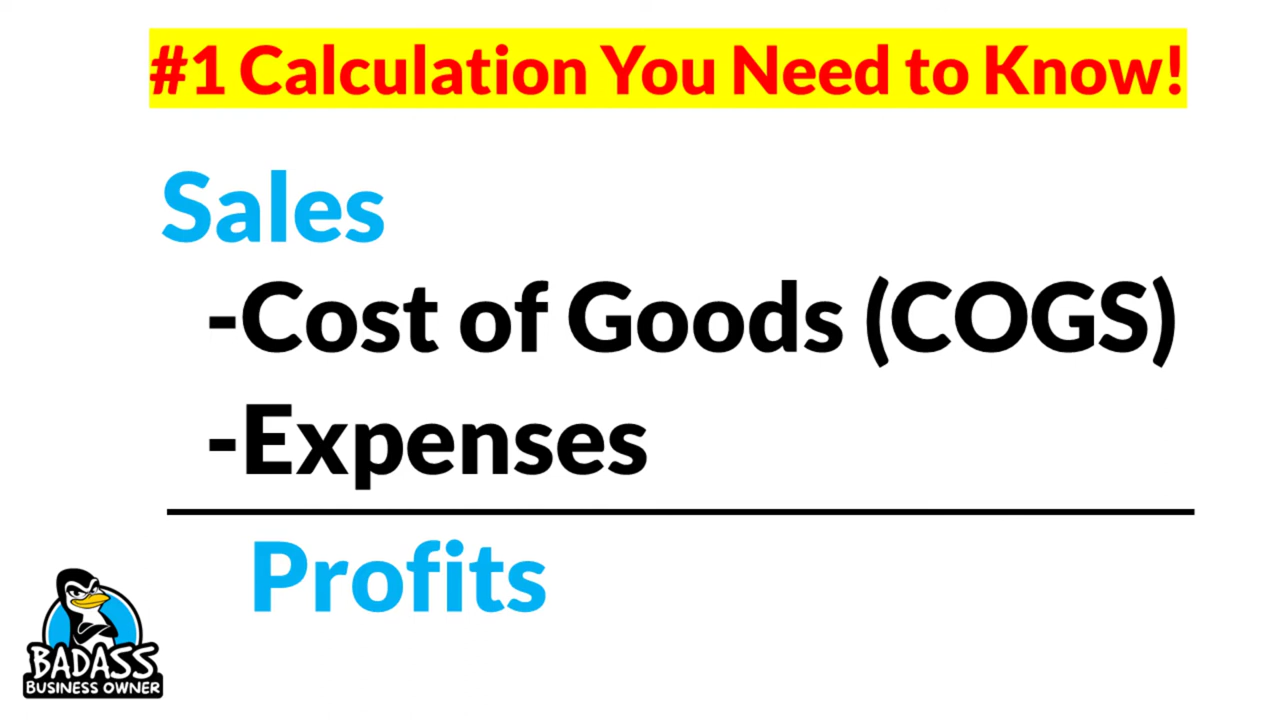 #1 Calculation You Need to Know!
Sales
-Cost of Goods (COGS)
-Expenses
Profits
BADASS
BUSINESS OWNER